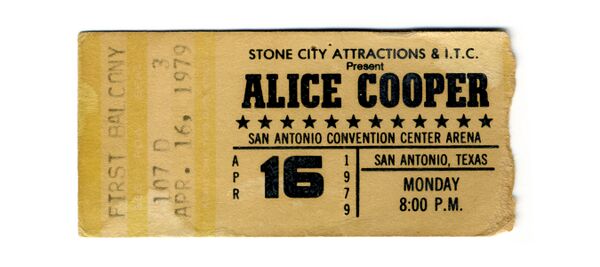 FIRST BALCONY
107 D 3
APR. 16, 1979
STONE CITY ATTRACTIONS & I.T.C.
Present
ALICE COOPER
★★★★★★★★★★★★★★
SAN ANTONIO CONVENTION CENTER ARENA
APR 16 1979
SAN ANTONIO, TEXAS
MONDAY
8:00 P.M.